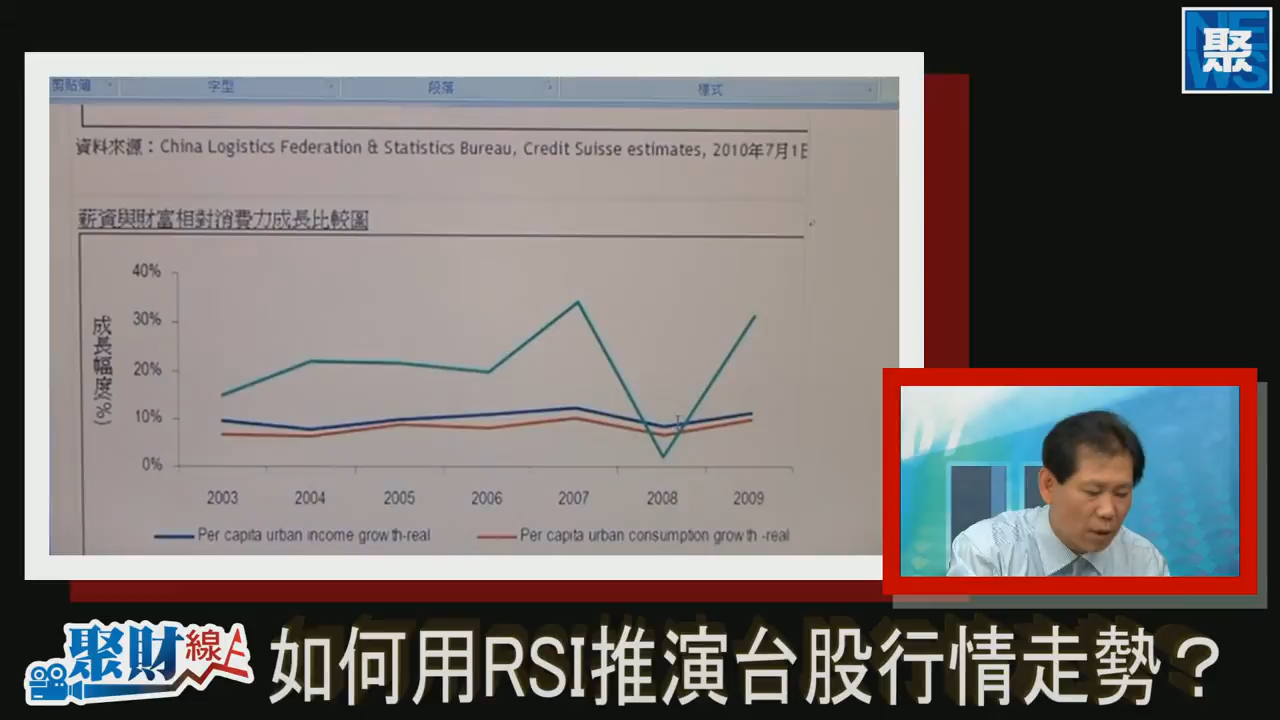 NEWS
聚
剪貼簿 字型 段落 樣式
資料來源：China Logistics Federation & Statistics Bureau, Credit Suisse estimates, 2010年7月1日
薪資與財富相對消費力成長比較圖
成長幅度(%)
40%
30%
20%
10%
0%
2003 2004 2005 2006 2007 2008 2009
Per capita urban income growth-real Per capita urban consumption growth -real
聚財線上 如何用RSI推演台股行情走勢？